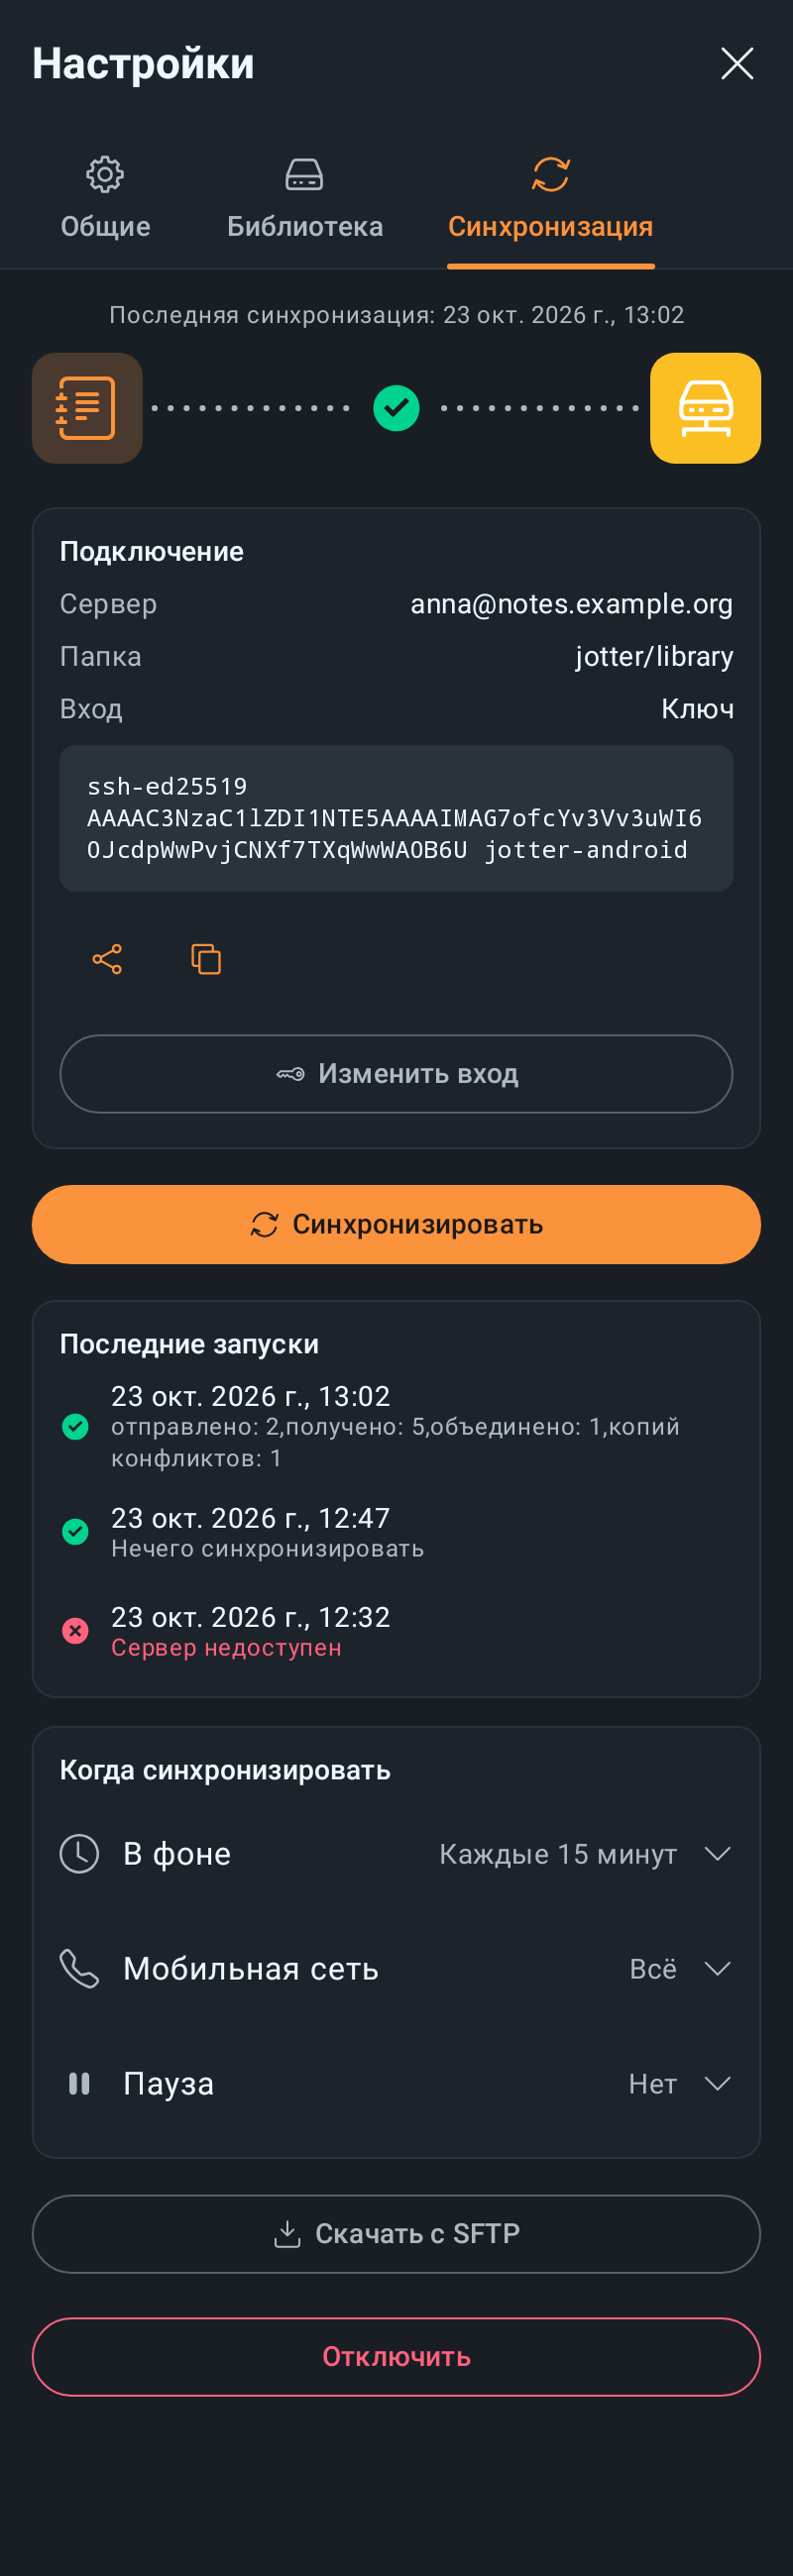 Настройки
Общие
Библиотека
Синхронизация
Последняя синхронизация: 23 окт. 2026 г., 13:02
Подключение
Сервер anna@notes.example.org
Папка jotter/library
Вход Ключ
ssh-ed25519
AAAAC3NzaC1lZDI1NTE5AAAAIMAG7ofcYv3Vv3uWI6
OJcdpWwPvjCNXf7TXqWwWAOB6U jotter-android
Изменить вход
Синхронизировать
Последние запуски
23 окт. 2026 г., 13:02
отправлено: 2,получено: 5,объединено: 1,копий
конфликтов: 1
23 окт. 2026 г., 12:47
Нечего синхронизировать
23 окт. 2026 г., 12:32
Сервер недоступен
Когда синхронизировать
В фоне Каждые 15 минут
Мобильная сеть Всё
Пауза Нет
Скачать с SFTP
Отключить